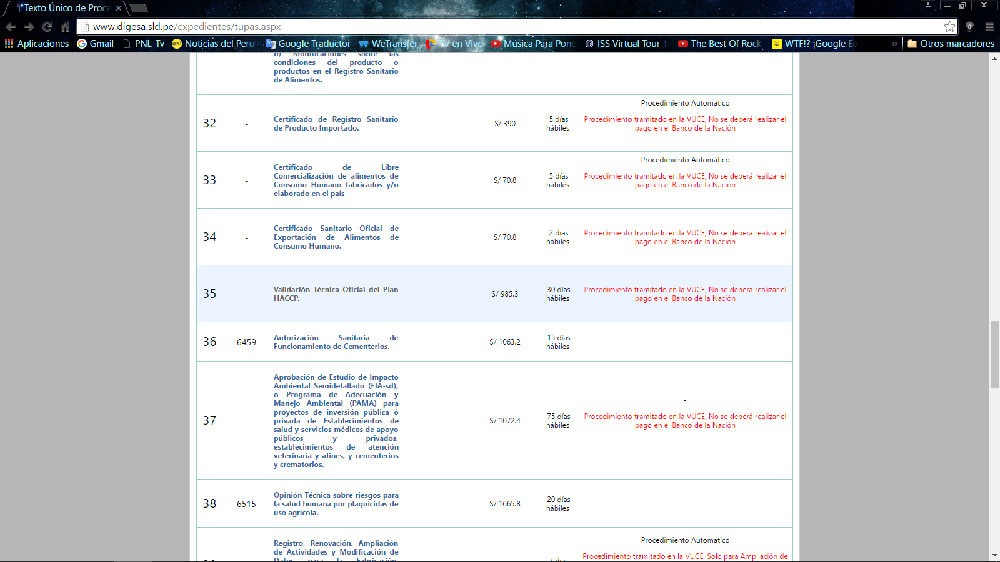 Texto Único de Proce
www.digesa.sld.pe/expedientes/tupas.aspx
Aplicaciones Gmail PNL-Tv Noticias del Peru Google Traductor WeTransfer TV en Vivo Música Para Pone ISS Virtual Tour 1 The Best Of Rock WTF!? ¡Google Ea » Otros marcadores
b) Modificaciones sobre las
condiciones del producto o
productos en el Registro Sanitario
de Alimentos.
32
-
Certificado de Registro Sanitario
de Producto Importado.
S/ 390
5 días
hábiles
Procedimiento Automático
Procedimiento tramitado en la VUCE, No se deberá realizar el
pago en el Banco de la Nación
33
-
Certificado de Libre
Comercialización de alimentos de
Consumo Humano fabricados y/o
elaborado en el país
S/ 70.8
5 días
hábiles
Procedimiento Automático
Procedimiento tramitado en la VUCE, No se deberá realizar el
pago en el Banco de la Nación
34
-
Certificado Sanitario Oficial de
Exportación de Alimentos de
Consumo Humano.
S/ 70.8
2 dias
hábiles
-
Procedimiento tramitado en la VUCE, No se deberá realizar el
pago en el Banco de la Nación
35
-
Validación Técnica Oficial del Plan
HACCP.
S/ 985.3
30 días
hábiles
-
Procedimiento tramitado en la VUCE, No se deberá realizar el
pago en el Banco de la Nación
36
6459
Autorización Sanitaria de
Funcionamiento de Cementerios.
S/ 1063.2
15 días
hábiles
37
Aprobación de Estudio de Impacto
Ambiental Semidetallado (EIA-sd),
o Programa de Adecuación y
Manejo Ambiental (PAMA) para
proyectos de inversión pública ó
privada de Establecimientos de
salud y servicios médicos de apoyo
públicos y privados,
establecimientos de atención
veterinaria y afines, y cementerios
y crematorios.
S/ 1072.4
75 días
hábiles
-
Procedimiento tramitado en la VUCE, No se deberá realizar el
pago en el Banco de la Nación
38
6515
Opinión Técnica sobre riesgos para
la salud humana por plaguicidas de
uso agrícola.
S/ 1665.8
20 días
hábiles
Registro, Renovación, Ampliación
de Actividades y Modificación de
Datos para la Fabricación,
7 días
Procedimiento Automático
Procedimiento tramitado en la VUCE. Solo para Ampliación de